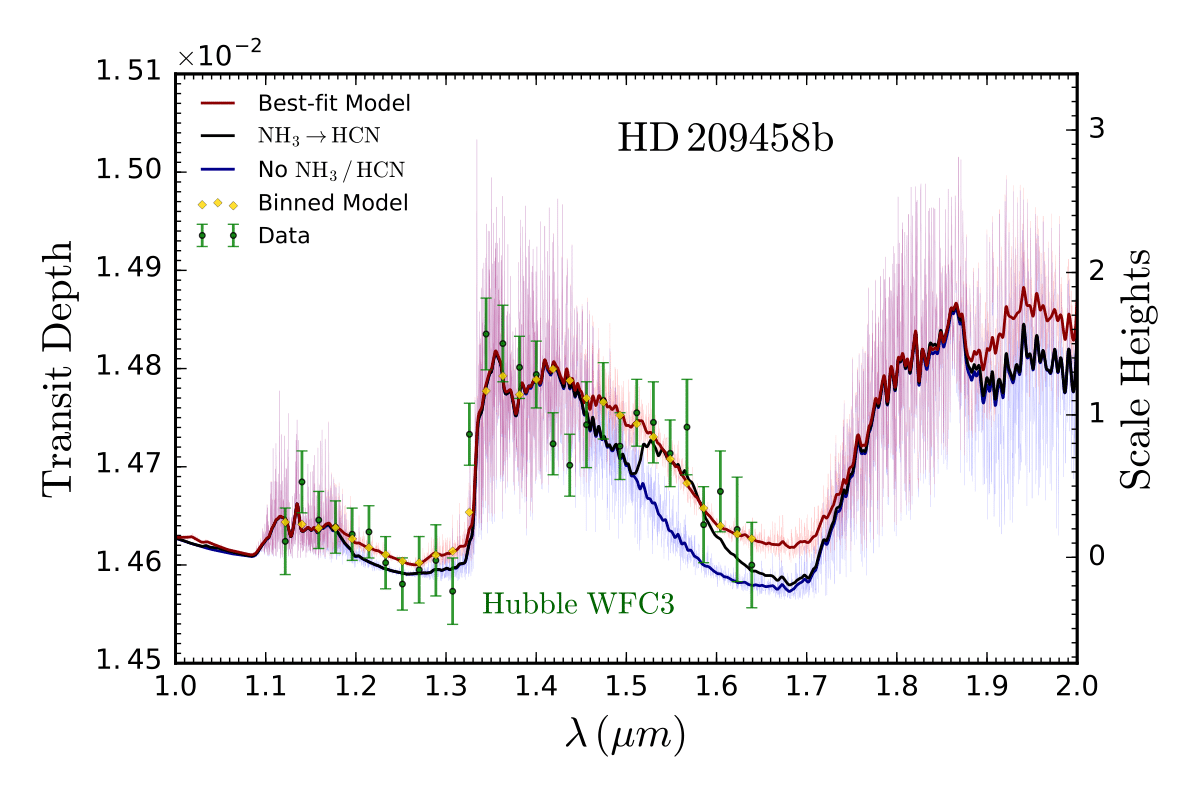 ×10⁻²
1.51
1.50
1.49
1.48
1.47
1.46
1.45
Transit Depth
Best-fit Model
NH₃ → HCN
No NH₃ / HCN
Binned Model
Data
HD 209458b
Hubble WFC3
3
2
1
0
Scale Heights
1.0 1.1 1.2 1.3 1.4 1.5 1.6 1.7 1.8 1.9 2.0
λ (μm)